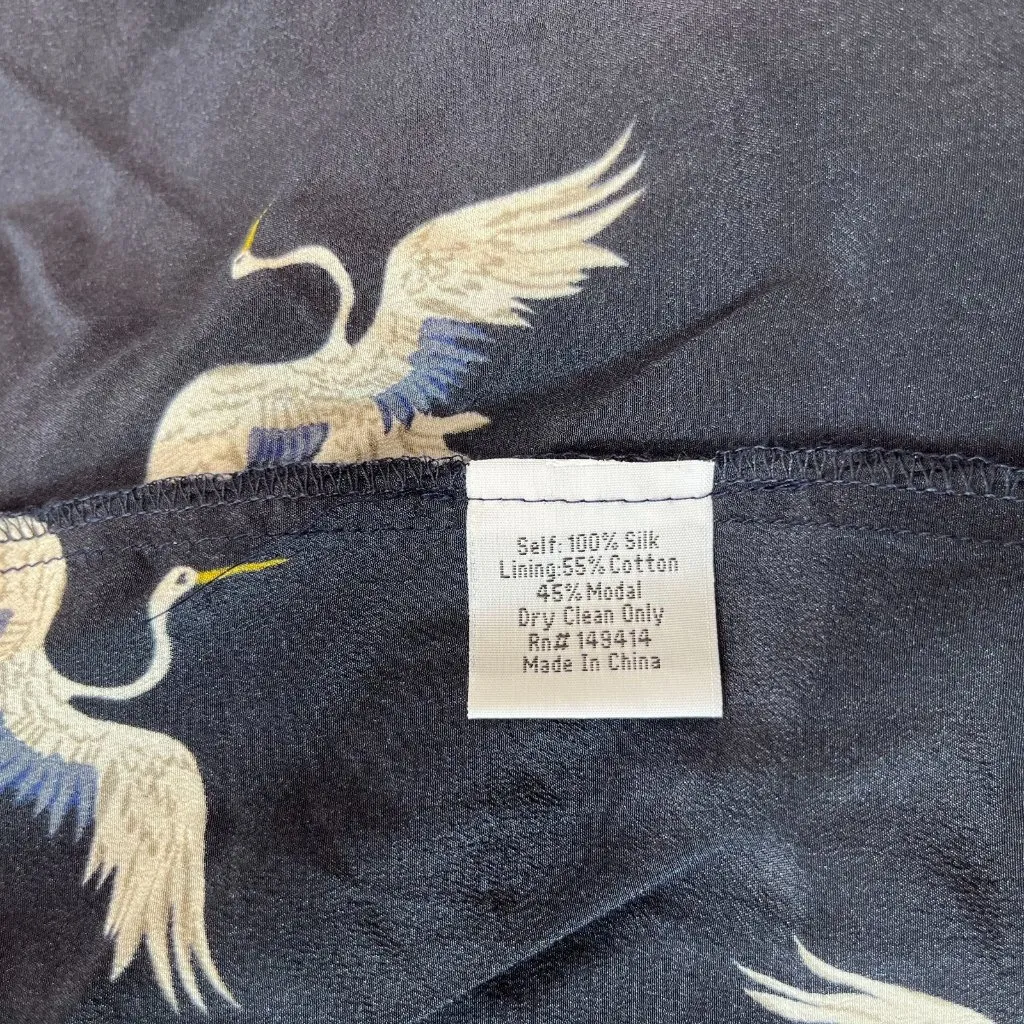 Self: 100% Silk
Lining:55% Cotton
45% Modal
Dry Clean Only
Rn# 149414
Made In China